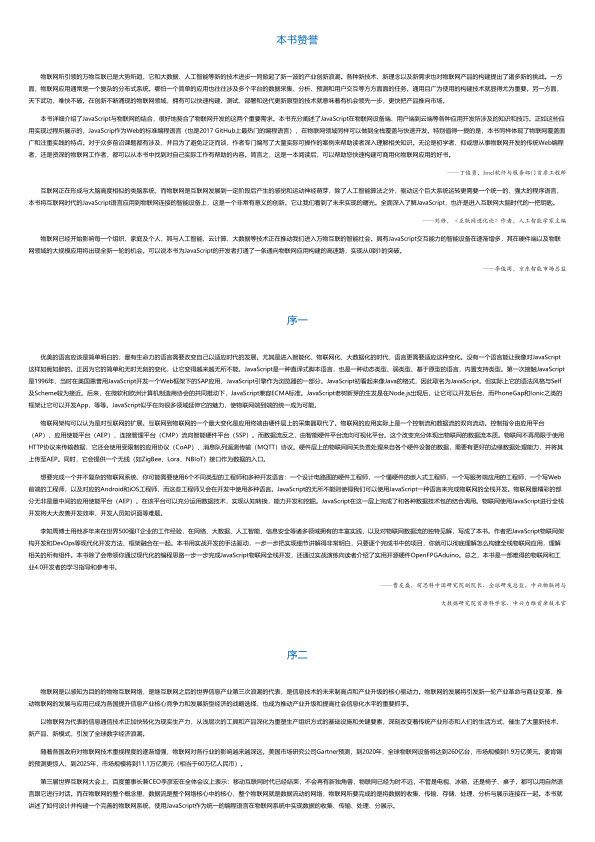 本书赞誉
物联网所引领的万物互联已是大势所趋，它和大数据、人工智能等新的技术进步一同掀起了新一波的产业创新浪潮。各种新技术、新理念以及新需求也对物联网产品的构建提出了诸多新的挑战。一方
面，物联网应用通常是一个复杂的分布式系统。哪怕一个简单的应用也往往涉及多个平台的数据采集、分析、预测和用户交互等方方面面的任务。通用且广为使用的构建技术就显得尤为重要。另一方面，
天下武功，唯快不破。在创新不断涌现的物联网领域，拥有可以快速构建、测试、部署和迭代更新原型的技术就意味着有机会领先一步，更快把产品推向市场。
本书详细介绍了JavaScript与物联网的结合，很好地契合了物联网开发的这两个重要需求。本书充分阐述了JavaScript在物联网设备端、用户端到云端等各种应用开发所涉及的知识和技巧。正如这些应
用实现过程所展示的，JavaScript作为Web的标准编程语言（也是2017 GitHub上最热门的编程语言），在物联网领域同样可以做到全栈覆盖与快速开发。特别值得一提的是，本书同样体现了物联网覆盖面
广和注重实践的特点。对于众多前沿课题都有涉及，并且为了避免泛泛而谈，作者专门编写了大量实际可操作的案例来帮助读者深入理解相关知识。无论是初学者、抑或想从事物联网开发的传统Web编程
者，还是资深的物联网工作者，都可以从本书中找到对自己实际工作有帮助的内容。简言之，这是一本阅读后，可以帮助您快速构建可商用化物联网应用的好书。
——丁俊勇，Intel软件与服务部门首席工程师
互联网正在形成与大脑高度相似的类脑系统，而物联网是互联网发展到一定阶段后产生的感觉和运动神经萌芽，除了人工智能算法之外，驱动这个巨大系统运转更需要一个统一的、强大的程序语言，
本书将互联网时代的JavaScript语言应用到物联网连接的智能设备上，这是一个非常有意义的创新。它让我们看到了未来实现的曙光。全面深入了解JavaScript，也许是进入互联网大脑时代的一把钥匙。
——刘锋，《互联网进化论》作者，人工智能学家主编
物联网已经开始影响每一个组织、家庭及个人，其与人工智能、云计算、大数据等技术正在推动我们进入万物互联的智能社会。具有JavaScript交互能力的智能设备在逐渐增多，其在硬件端以及物联
网领域的大规模应用将出现全新一轮的机会。可以说本书为JavaScript的开发者打通了一条通向物联网应用构建的高速路，实现从0到1的突破。
——李俊周，京东智能市场总监
序一
优美的语言应该是简单明白的，最有生命力的语言需要改变自己以适应时代的发展。尤其是进入智能化、物联网化、大数据化的时代，语言更需要适应这种变化。没有一个语言能让我像对JavaScript
这样如痴如醉的。正因为它的简单和无时无刻的变化，让它变得越来越无所不能。JavaScript是一种直译式脚本语言，也是一种动态类型、弱类型、基于原型的语言，内置支持类型。第一次接触JavaScript
是1996年，当时在美国惠普用JavaScript开发一个Web框架下的SAP应用，JavaScript引擎作为浏览器的一部分。JavaScript初看起来像Java的格式，因此取名为JavaScript。但实际上它的语法风格与Self
及Scheme较为接近。后来，在微软和欧洲计算机制造商协会的共同推动下，JavaScript兼容ECMA标准。JavaScript老树新芽的生发是在Node.js出现后，让它可以开发后台，而PhoneGap和Ionic之类的
框架让它可以开发App，等等。JavaScript似乎在向很多领域延伸它的魅力，使物联网端到端的统一成为可能。
物联网架构可以认为是对互联网的扩展。互联网到物联网的一个最大变化是应用终端由硬件层上的采集器取代了。物联网的应用实际上是一个控制流和数据流的双向流动。控制指令由应用平台
（AP）、应用使能平台（AEP）、连接管理平台（CMP）流向智能硬件平台（SSP）。而数据流反之，由智能硬件平台流向可视化平台。这个改变充分体现出物联网的数据流本质。物联网不再局限于使用
HTTP协议来传输数据，它还会使用受限制的应用协议（CoAP）、消息队列遥测传输（MQTT）协议。硬件层上的物联网网关负责处理来自各个硬件设备的数据，需要有更好的边缘数据处理能力，并将其
上传至AEP。同时，它会提供一个无线（如ZigBee、Lora、NBIoT）接口作为数据的入口。
想要完成一个并不复杂的物联网系统，你可能需要使用6个不同类型的工程师和多种开发语言：一个设计电路图的硬件工程师，一个懂硬件的嵌入式工程师，一个写服务端应用的工程师，一个写Web
前端的工程师，以及对应的Android和iOS工程师，而这些工程师又会在开发中使用多种语言。JavaScript的无所不能则使得我们可以使用JavaScript一种语言来完成物联网的全栈开发。物联网最精彩的部分
无非是最中间的应用使能平台（AEP）。在该平台可以充分运用数据技术，实现认知转换、能力开发和挖掘。JavaScript在这一层上完成了和各种数据技术包的结合调用。物联网使用JavaScript进行全栈
开发将大大改善开发效率、开发人员知识面等难题。
李如周博士用他多年来在世界500强IT企业的工作经验，在网络、大数据、人工智能、信息安全等诸多领域拥有的丰富实践，以及对物联网数据流的独特见解，写成了本书。作者把JavaScript物联网架
构开发和DevOps等现代化开发方法、框架融合在一起。本书用实战开发的手法驱动，一步一步把实现细节讲解得非常明白，只要逐个完成书中的项目，你就可以彻底理解怎么构建全栈物联网应用，理解
相关的所有组件。本书除了会带领你通过现代化的编程思路一步一步完成JavaScript物联网全栈开发，还通过实战演练向读者介绍了实用开源硬件OpenFPGAduino。总之，本书是一部难得的物联网和工
业4.0开发者的学习指导和参考书。
——曹友盛，前思科中国研究院副院长、全球研发总监，中兴物联网与
大数据研究院首席科学家，中兴力维首席技术官
序二
物联网是以感知为目的的物物互联网络，是继互联网之后的世界信息产业第三次浪潮的代表，是信息技术的未来制高点和产业升级的核心驱动力。物联网的发展将引发新一轮产业革命与商业变革，推
动物联网的发展与应用已成为各国提升信息产业核心竞争力和发展新型经济的战略选择，也成为推动产业升级和提高社会信息化水平的重要抓手。
以物联网为代表的信息通信技术正加快转化为现实生产力，从浅层次的工具和产品深化为重塑生产组织方式的基础设施和关键要素，深刻改变着传统产业形态和人们的生活方式，催生了大量新技术、
新产品、新模式，引发了全球数字经济浪潮。
随着各国政府对物联网技术重视程度的逐渐增强，物联网对各行业的影响越来越深远。美国市场研究公司Gartner预测，到2020年，全球物联网设备将达到260亿台，市场规模到1.9万亿美元。麦肯锡
的预测更惊人，到2025年，市场规模将到11.1万亿美元（相当于60万亿人民币）。
第三届世界互联网大会上，百度董事长兼CEO李彦宏在全体会议上表示：移动互联网时代已经结束，不会再有新独角兽，物联网已经为时不远，不管是电梯、冰箱，还是椅子、桌子，都可以用自然语
言跟它进行对话。而在物联网的整个概念里，数据流是整个网络核心中的核心，整个物联网就是数据流动的网络，物联网所要完成的是将数据的收集、传输、存储、处理、分析与展示连接在一起。本书就
讲述了如何设计并构建一个完善的物联网系统，使用JavaScript作为统一的编程语言在物联网系统中实现数据的收集、传输、处理、分展示。